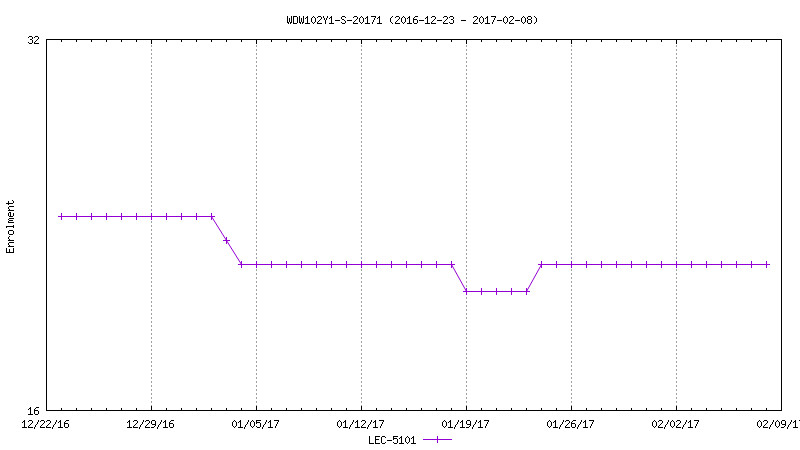 WDW102Y1-S-20171 (2016-12-23 - 2017-02-08)
32
Enrolment
16
12/22/16 12/29/16 01/05/17 01/12/17 01/19/17 01/26/17 02/02/17 02/09/1
LEC-5101